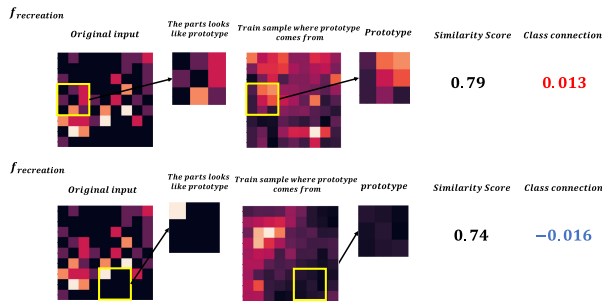 f_recreation
Original input
The parts looks
like prototype
Train sample where prototype
comes from
Prototype
Similarity Score
Class connection
0.79
0.013
f_recreation
Original input
The parts looks
like prototype
Train sample where prototype
comes from
prototype
Similarity Score
Class connection
0.74
−0.016